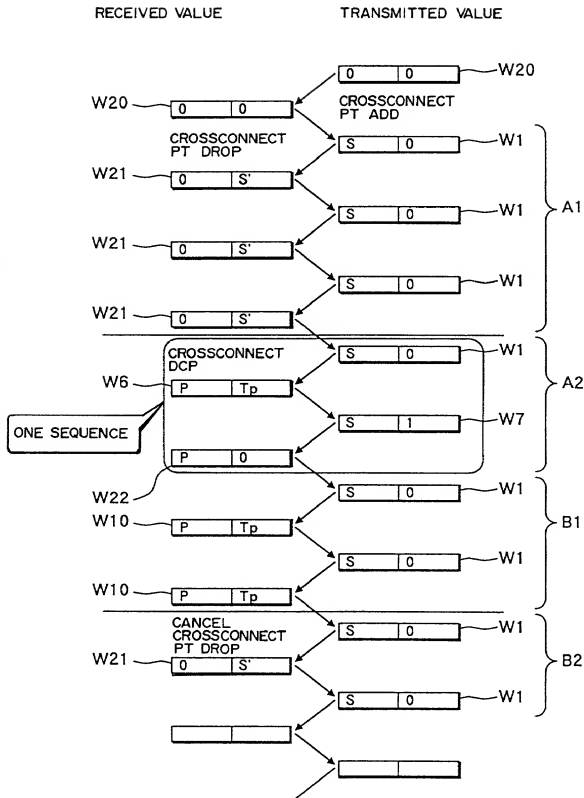 RECEIVED VALUE TRANSMITTED VALUE
0 0 W20
W20 0 0
CROSSCONNECT
PT ADD
CROSSCONNECT
PT DROP
S 0 W1
W21 0 S'
S 0 W1
A1
W21 0 S'
S 0 W1
W21 0 S'
CROSSCONNECT
DCP
S 0 W1
W6 P Tp
A2
ONE SEQUENCE
S 1 W7
P 0
W22
S 0 W1
W10 P Tp
B1
S 0 W1
W10 P Tp
CANCEL
CROSSCONNECT
PT DROP
S 0 W1
W21 0 S'
B2
S 0 W1